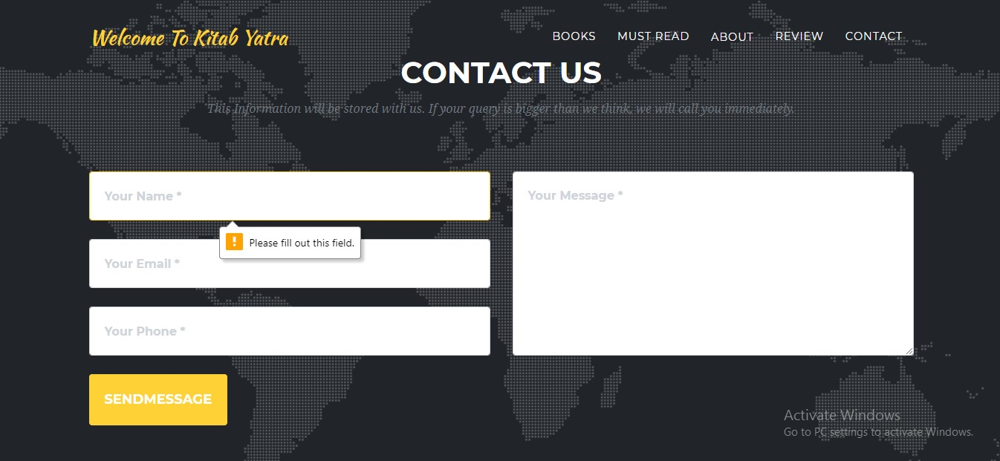 Welcome To Kitab Yatra
BOOKS MUST READ ABOUT REVIEW CONTACT
CONTACT US
This Information will be stored with us. If your query is bigger than we think, we will call you immediately.
Your Name *
Please fill out this field.
Your Email *
Your Phone *
Your Message *
SENDMESSAGE
Activate Windows
Go to PC settings to activate Windows.